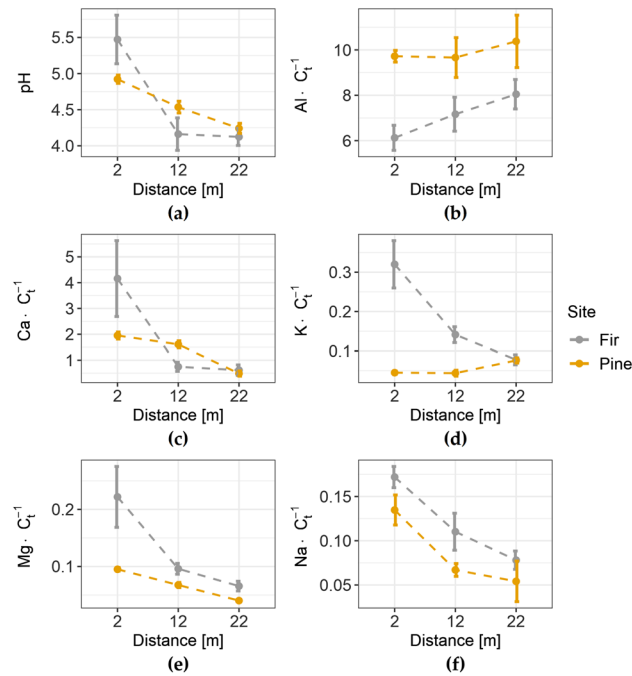 pH
5.5
5.0
4.5
4.0
2 12 22
Distance [m]
(a)
Al · C_t^-1
10
8
6
2 12 22
Distance [m]
(b)
Ca · C_t^-1
5
4
3
2
1
2 12 22
Distance [m]
(c)
K · C_t^-1
0.3
0.2
0.1
2 12 22
Distance [m]
(d)
Site
Fir
Pine
Mg · C_t^-1
0.2
0.1
2 12 22
Distance [m]
(e)
Na · C_t^-1
0.15
0.10
0.05
2 12 22
Distance [m]
(f)